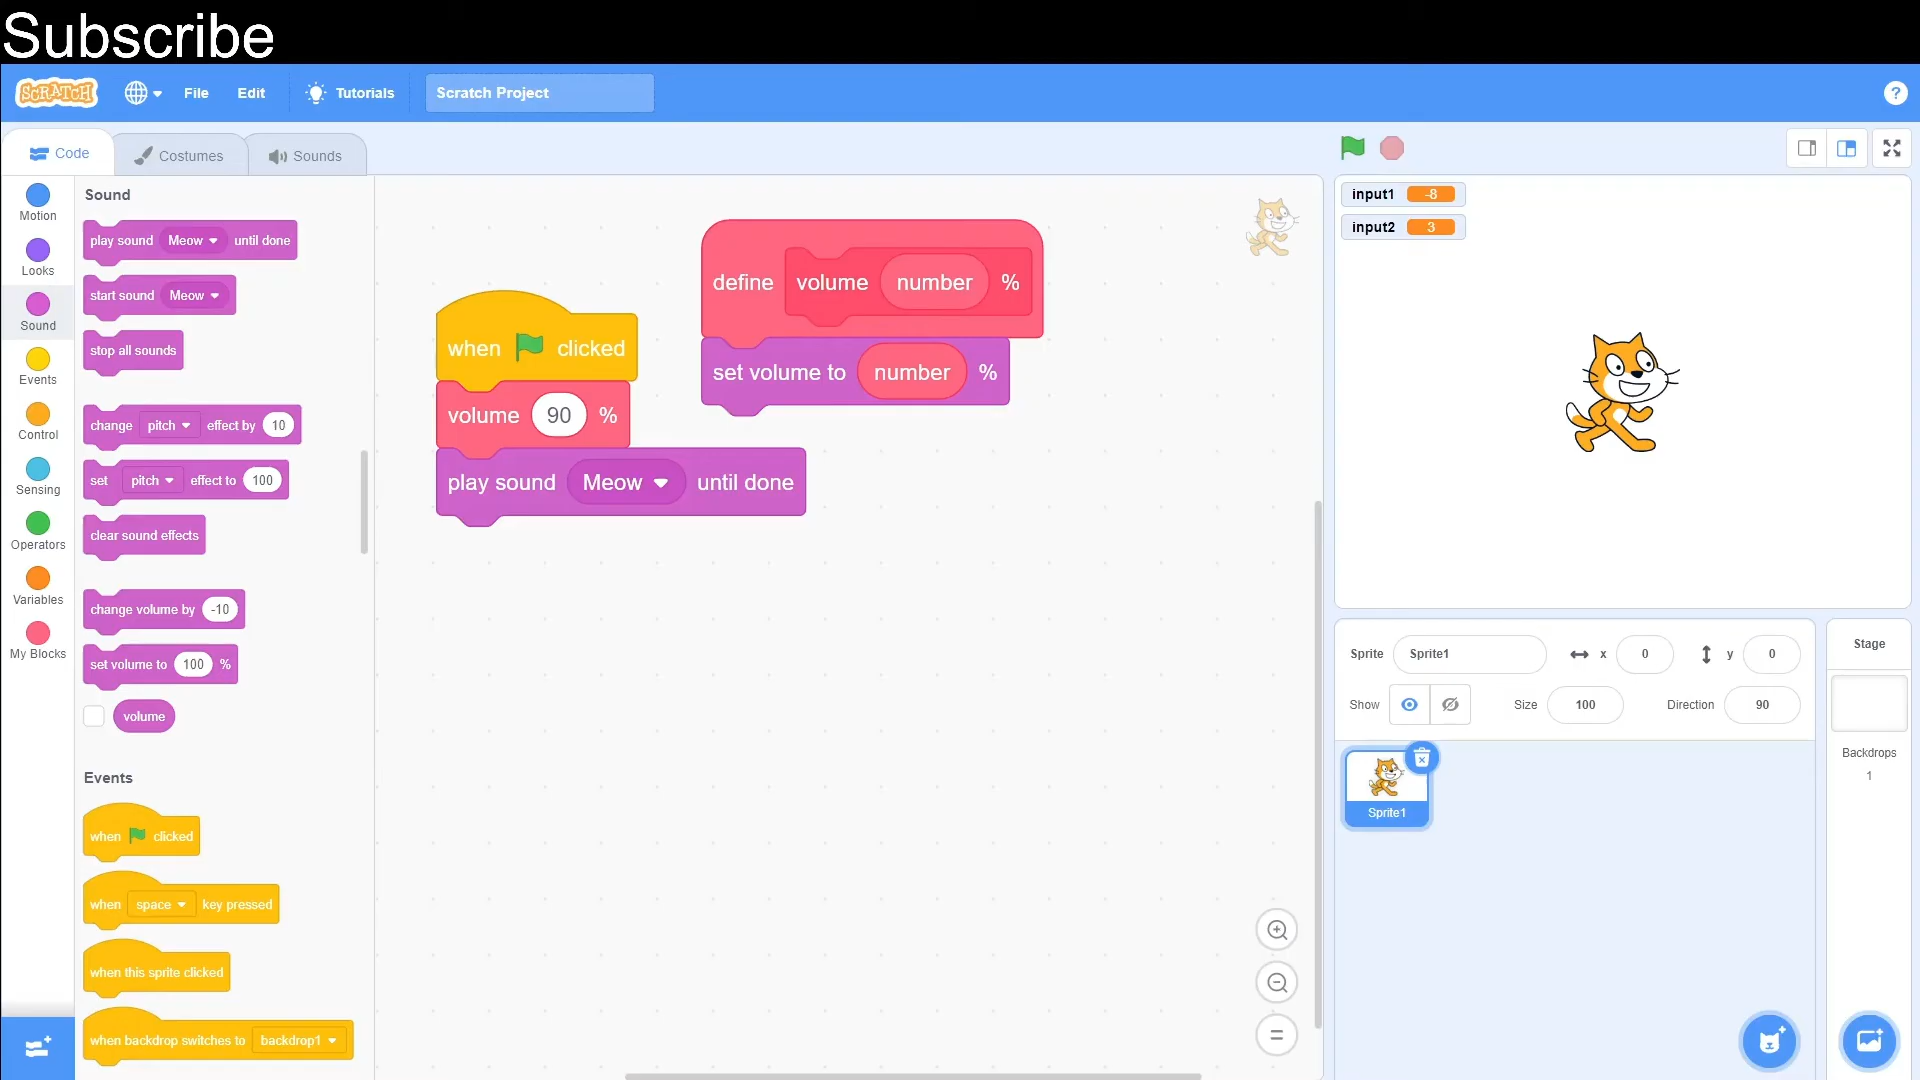 Subscribe
SCRATCH
File
Edit
Tutorials
Scratch Project
?
Code
Costumes
Sounds
Motion
Looks
Sound
Events
Control
Sensing
Operators
Variables
My Blocks
Sound
play sound Meow until done
start sound Meow
stop all sounds
change pitch effect by 10
set pitch effect to 100
clear sound effects
change volume by -10
set volume to 100 %
volume
Events
when clicked
when space key pressed
when this sprite clicked
when backdrop switches to backdrop1
when clicked
volume 90 %
play sound Meow until done
define volume number %
set volume to number %
input1 -8
input2 3
Sprite Sprite1 x 0 y 0
Show Size 100 Direction 90
Sprite1
Stage
Backdrops
1